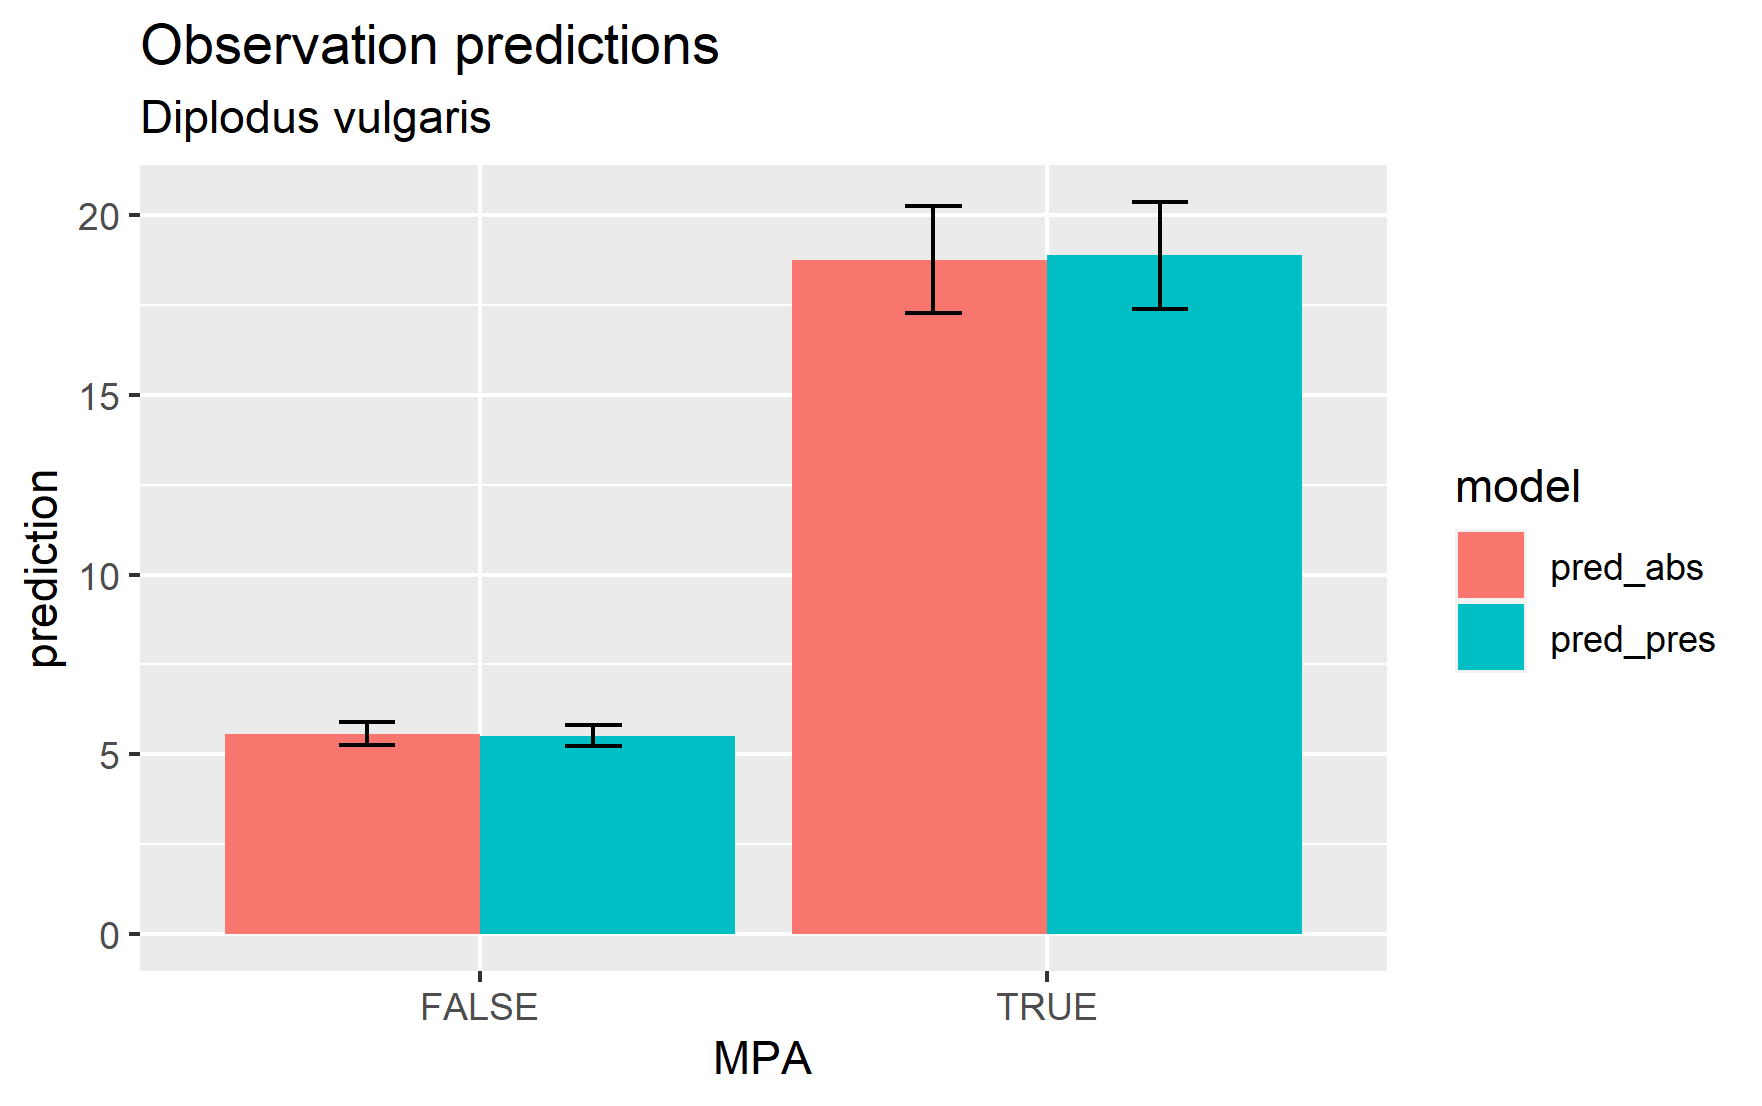 Observation predictions
Diplodus vulgaris
20
15
10
5
0
prediction
FALSE
TRUE
MPA
model
pred_abs
pred_pres